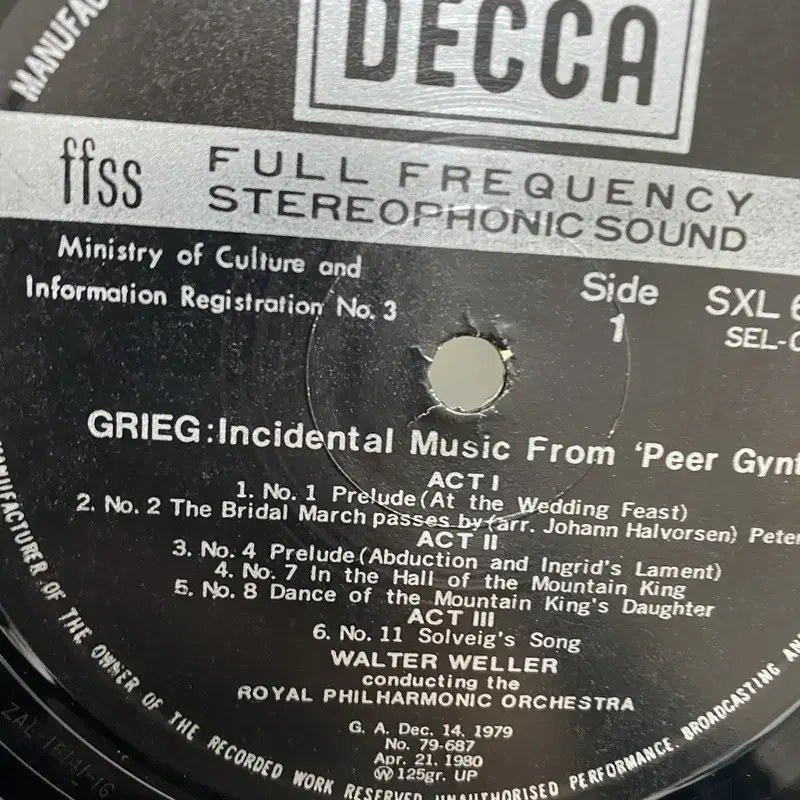 DECCA
ffss FULL FREQUENCY
STEREOPHONIC SOUND
Ministry of Culture and
Information Registration No. 3
Side
1
SXL 6
SEL-0
GRIEG:Incidental Music From 'Peer Gynt
ACT I
1. No. 1 Prelude(At the Wedding Feast)
2. No. 2 The Bridal March passes by(arr. Johann Halvorsen) Peter
ACT II
3. No. 4 Prelude(Abduction and Ingrid's Lament)
4. No. 7 In the Hall of the Mountain King
5. No. 8 Dance of the Mountain King's Daughter
ACT III
6. No. 11 Solveig's Song
WALTER WELLER
conducting the
ROYAL PHILHARMONIC ORCHESTRA
G. A. Dec. 14. 1979
No. 79-687
Apr. 21. 1980
Ⓦ 125gr. UP
MANUFAC
MANUFACTURER OF THE OWNER OF THE RECORDED WORK RESERVED UNAUTHORISED PERFORMANCE. BROADCASTING AN